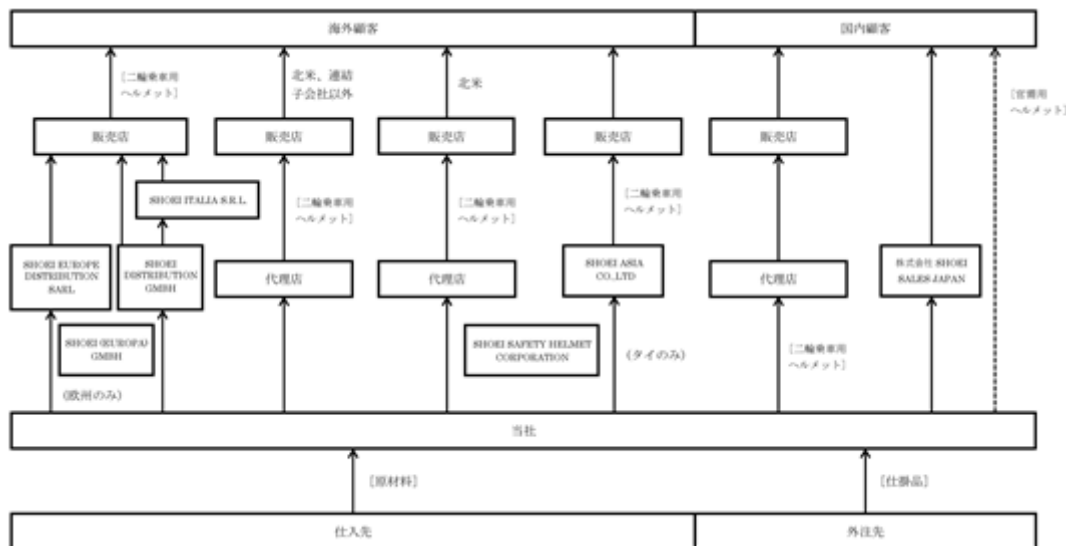 海外顧客
国内顧客
[二輪乗車用
ヘルメット]
北米、連結
子会社以外
北米
[官需用
ヘルメット]
販売店
販売店
販売店
販売店
販売店
SHOEI ITALIA S.R.L.
[二輪乗車用
ヘルメット]
[二輪乗車用
ヘルメット]
[二輪乗車用
ヘルメット]
SHOEI EUROPE
DISTRIBUTION
SARL
SHOEI
DISTRIBUTION
GMBH
代理店
代理店
SHOEI ASIA
CO.,LTD
代理店
株式会社 SHOEI
SALES JAPAN
SHOEI (EUROPA)
GMBH
SHOEI SAFETY HELMET
CORPORATION
(タイのみ)
[二輪乗車用
ヘルメット]
(欧州のみ)
当社
[原材料]
[仕掛品]
仕入先
外注先